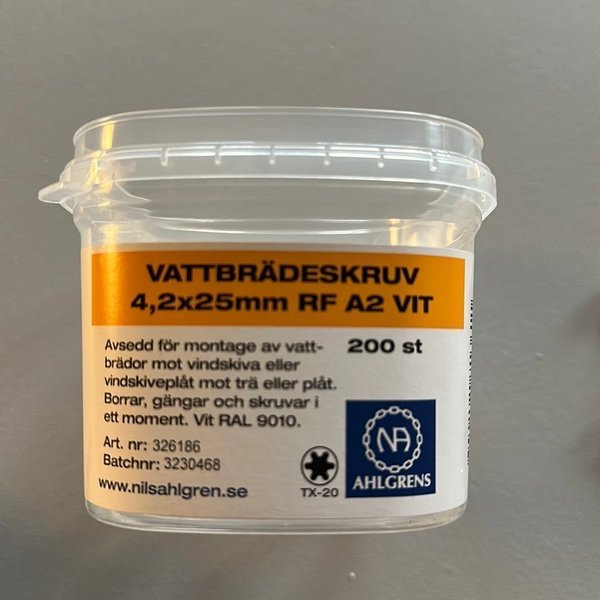 VATTBRÄDESKRUV
4,2x25mm RF A2 VIT
Avsedd för montage av vatt-
brädor mot vindskiva eller
vindskiveplåt mot trä eller plåt.
Borrar, gängar och skruvar i
ett moment. Vit RAL 9010.
200 st
Art. nr: 326186
Batchnr: 3230468
www.nilsahlgren.se
TX-20
NA
AHLGRENS